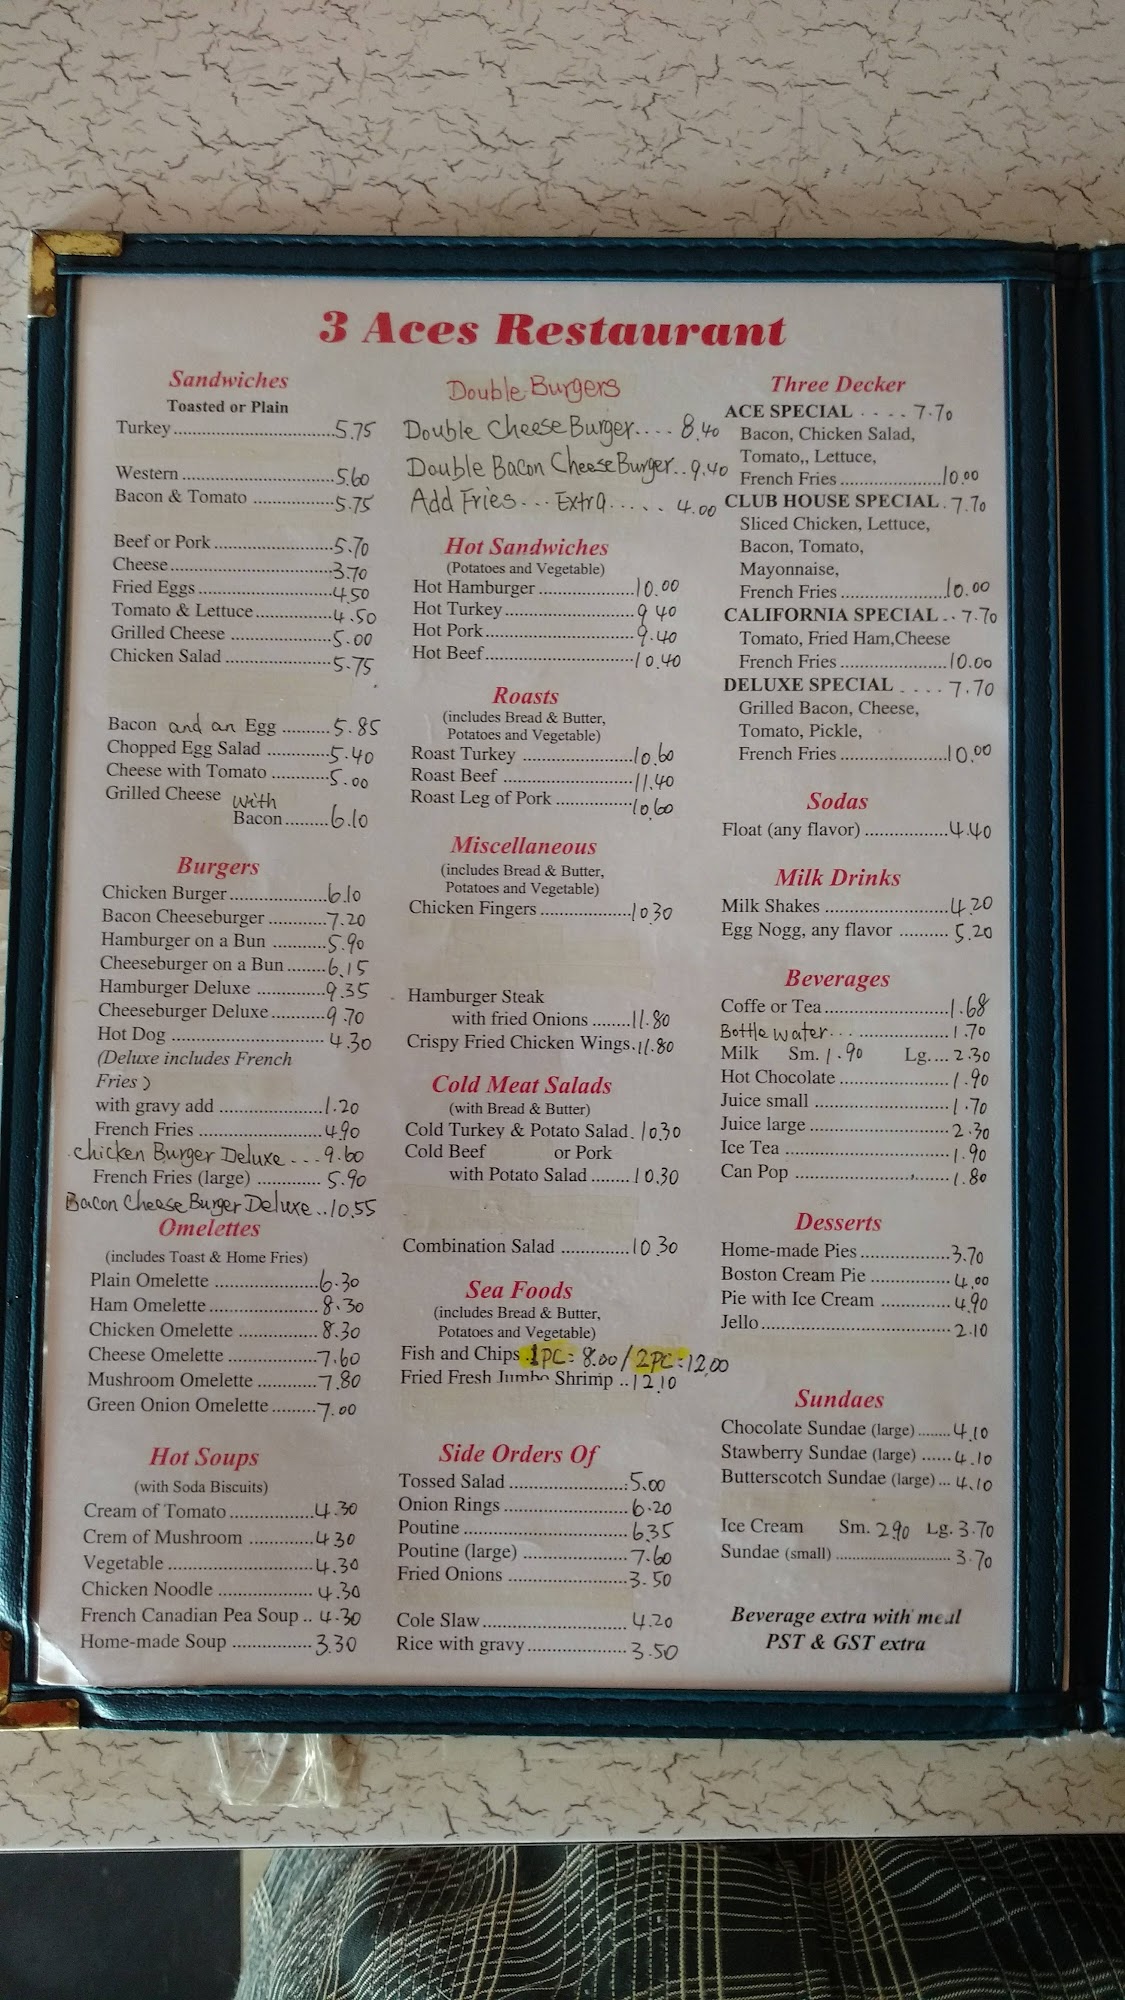 3 Aces Restaurant
Sandwiches
Toasted or Plain
Turkey.....5.75
Western.....5.60
Bacon & Tomato.....5.75
Beef or Pork.....5.70
Cheese.....3.70
Fried Eggs.....4.50
Tomato & Lettuce.....4.50
Grilled Cheese.....5.00
Chicken Salad.....5.75
Bacon and an Egg.....5.85
Chopped Egg Salad.....5.40
Cheese with Tomato.....5.00
Grilled Cheese with
Bacon.....6.10
Burgers
Chicken Burger.....6.10
Bacon Cheeseburger.....7.20
Hamburger on a Bun.....5.90
Cheeseburger on a Bun.....6.15
Hamburger Deluxe.....9.35
Cheeseburger Deluxe.....9.70
Hot Dog.....4.30
(Deluxe includes French
Fries)
with gravy add.....1.20
French Fries.....4.90
Chicken Burger Deluxe...9.60
French Fries (large).....5.90
Bacon Cheese Burger Deluxe..10.55
Omelettes
(includes Toast & Home Fries)
Plain Omelette.....6.30
Ham Omelette.....8.30
Chicken Omelette.....8.30
Cheese Omelette.....7.60
Mushroom Omelette.....7.80
Green Onion Omelette.....7.00
Hot Soups
(with Soda Biscuits)
Cream of Tomato.....4.30
Crem of Mushroom.....4.30
Vegetable.....4.30
Chicken Noodle.....4.30
French Canadian Pea Soup..4.30
Home-made Soup.....3.30
Double Burgers
Double Cheese Burger....8.40
Double Bacon Cheese Burger..9.40
Add Fries...Extra.....4.00
Hot Sandwiches
(Potatoes and Vegetable)
Hot Hamburger.....10.00
Hot Turkey.....9.40
Hot Pork.....9.40
Hot Beef.....10.40
Roasts
(includes Bread & Butter,
Potatoes and Vegetable)
Roast Turkey.....10.60
Roast Beef.....11.40
Roast Leg of Pork.....10.60
Miscellaneous
(includes Bread & Butter,
Potatoes and Vegetable)
Chicken Fingers.....10.30
Hamburger Steak
with fried Onions.....11.80
Crispy Fried Chicken Wings.11.80
Cold Meat Salads
(with Bread & Butter)
Cold Turkey & Potato Salad.10.30
Cold Beef or Pork
with Potato Salad.....10.30
Combination Salad.....10.30
Sea Foods
(includes Bread & Butter,
Potatoes and Vegetable)
Fish and Chips 1PC=8.00/2PC=12.00
Fried Fresh Jumbo Shrimp..12.10
Side Orders Of
Tossed Salad.....5.00
Onion Rings.....6.20
Poutine.....6.35
Poutine (large).....7.60
Fried Onions.....3.50
Cole Slaw.....4.20
Rice with gravy.....3.50
Three Decker
ACE SPECIAL....7.70
Bacon, Chicken Salad,
Tomato,, Lettuce,
French Fries.....10.00
CLUB HOUSE SPECIAL.7.70
Sliced Chicken, Lettuce,
Bacon, Tomato,
Mayonnaise,
French Fries.....10.00
CALIFORNIA SPECIAL..7.70
Tomato, Fried Ham,Cheese
French Fries.....10.00
DELUXE SPECIAL....7.70
Grilled Bacon, Cheese,
Tomato, Pickle,
French Fries.....10.00
Sodas
Float (any flavor).....4.40
Milk Drinks
Milk Shakes.....4.20
Egg Nogg, any flavor.....5.20
Beverages
Coffe or Tea.....1.68
Bottle water...1.70
Milk Sm.1.90 Lg....2.30
Hot Chocolate.....1.90
Juice small.....1.70
Juice large.....2.30
Ice Tea.....1.90
Can Pop.....1.80
Desserts
Home-made Pies.....3.70
Boston Cream Pie.....4.00
Pie with Ice Cream.....4.90
Jello.....2.10
Sundaes
Chocolate Sundae (large).....4.10
Stawberry Sundae (large).....4.10
Butterscotch Sundae (large)...4.10
Ice Cream Sm.2.90 Lg.3.70
Sundae (small).....3.70
Beverage extra with meal
PST & GST extra